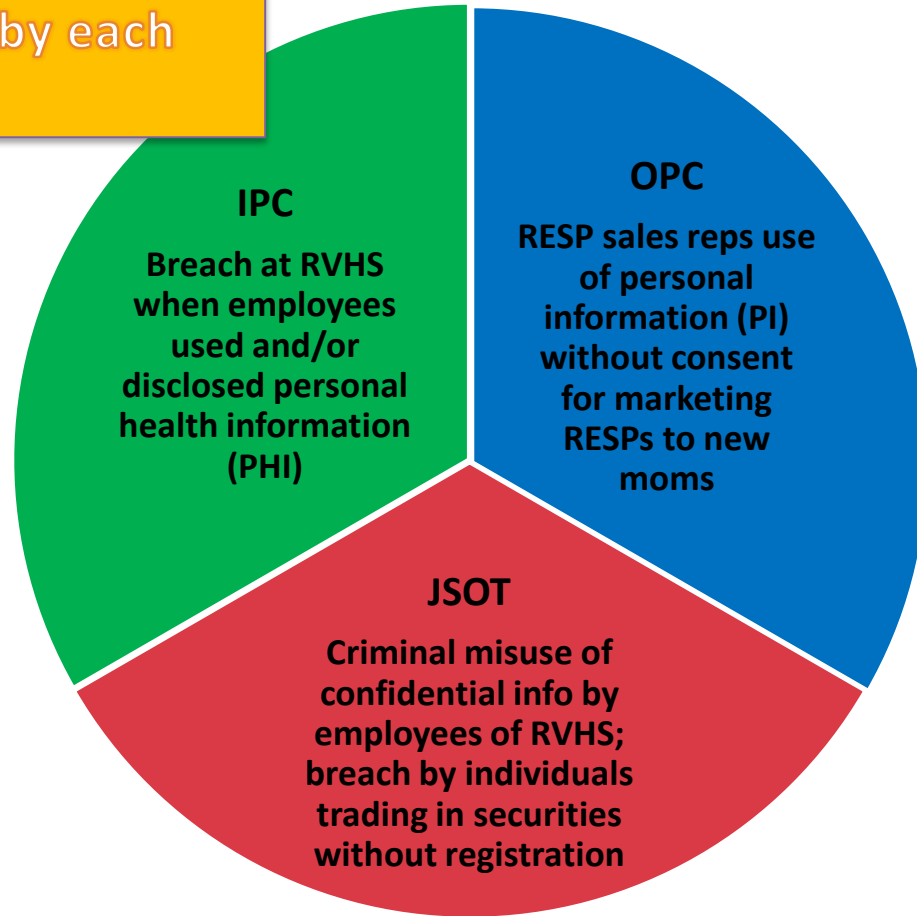 by each
IPC
Breach at RVHS
when employees
used and/or
disclosed personal
health information
(PHI)
OPC
RESP sales reps use
of personal
information (PI)
without consent
for marketing
RESPs to new
moms
JSOT
Criminal misuse of
confidential info by
employees of RVHS;
breach by individuals
trading in securities
without registration